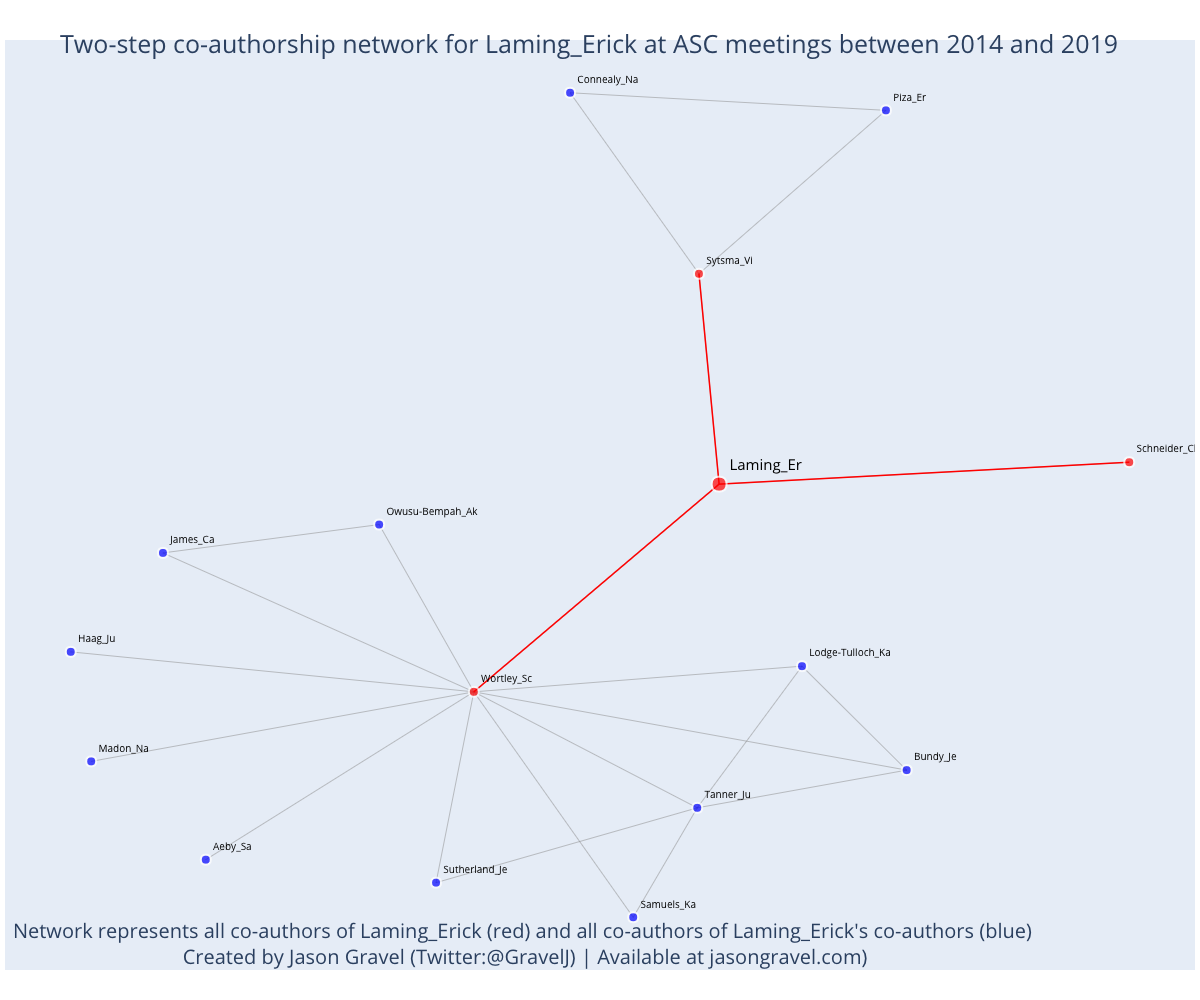 Two-step co-authorship network for Laming_Erick at ASC meetings between 2014 and 2019
Connealy_Na
Piza_Er
Sytsma_Vi
Schneider_Cl
Laming_Er
Owusu-Bempah_Ak
James_Ca
Haag_Ju
Lodge-Tulloch_Ka
Wortley_Sc
Madon_Na
Bundy_Je
Tanner_Ju
Aeby_Sa
Sutherland_Je
Samuels_Ka
Network represents all co-authors of Laming_Erick (red) and all co-authors of Laming_Erick's co-authors (blue)
Created by Jason Gravel (Twitter:@GravelJ) | Available at jasongravel.com)